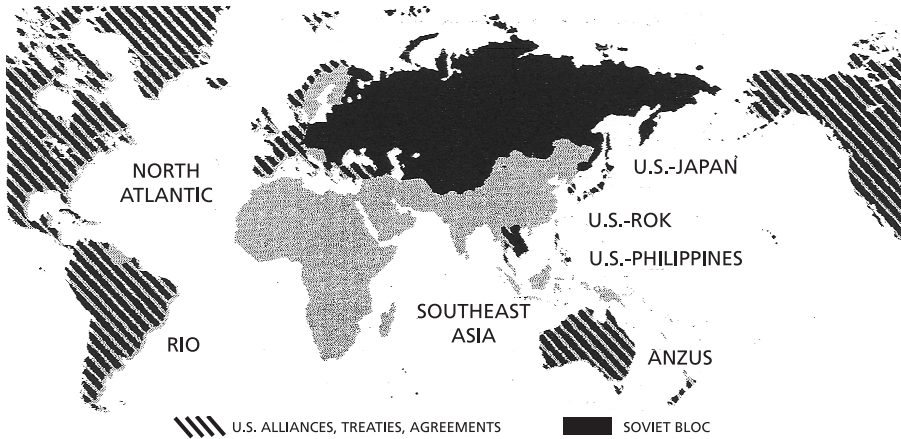 NORTH
ATLANTIC
U.S.-JAPAN
U.S.-ROK
U.S.-PHILIPPINES
SOUTHEAST
ASIA
RIO
ANZUS
U.S. ALLIANCES, TREATIES, AGREEMENTS
SOVIET BLOC